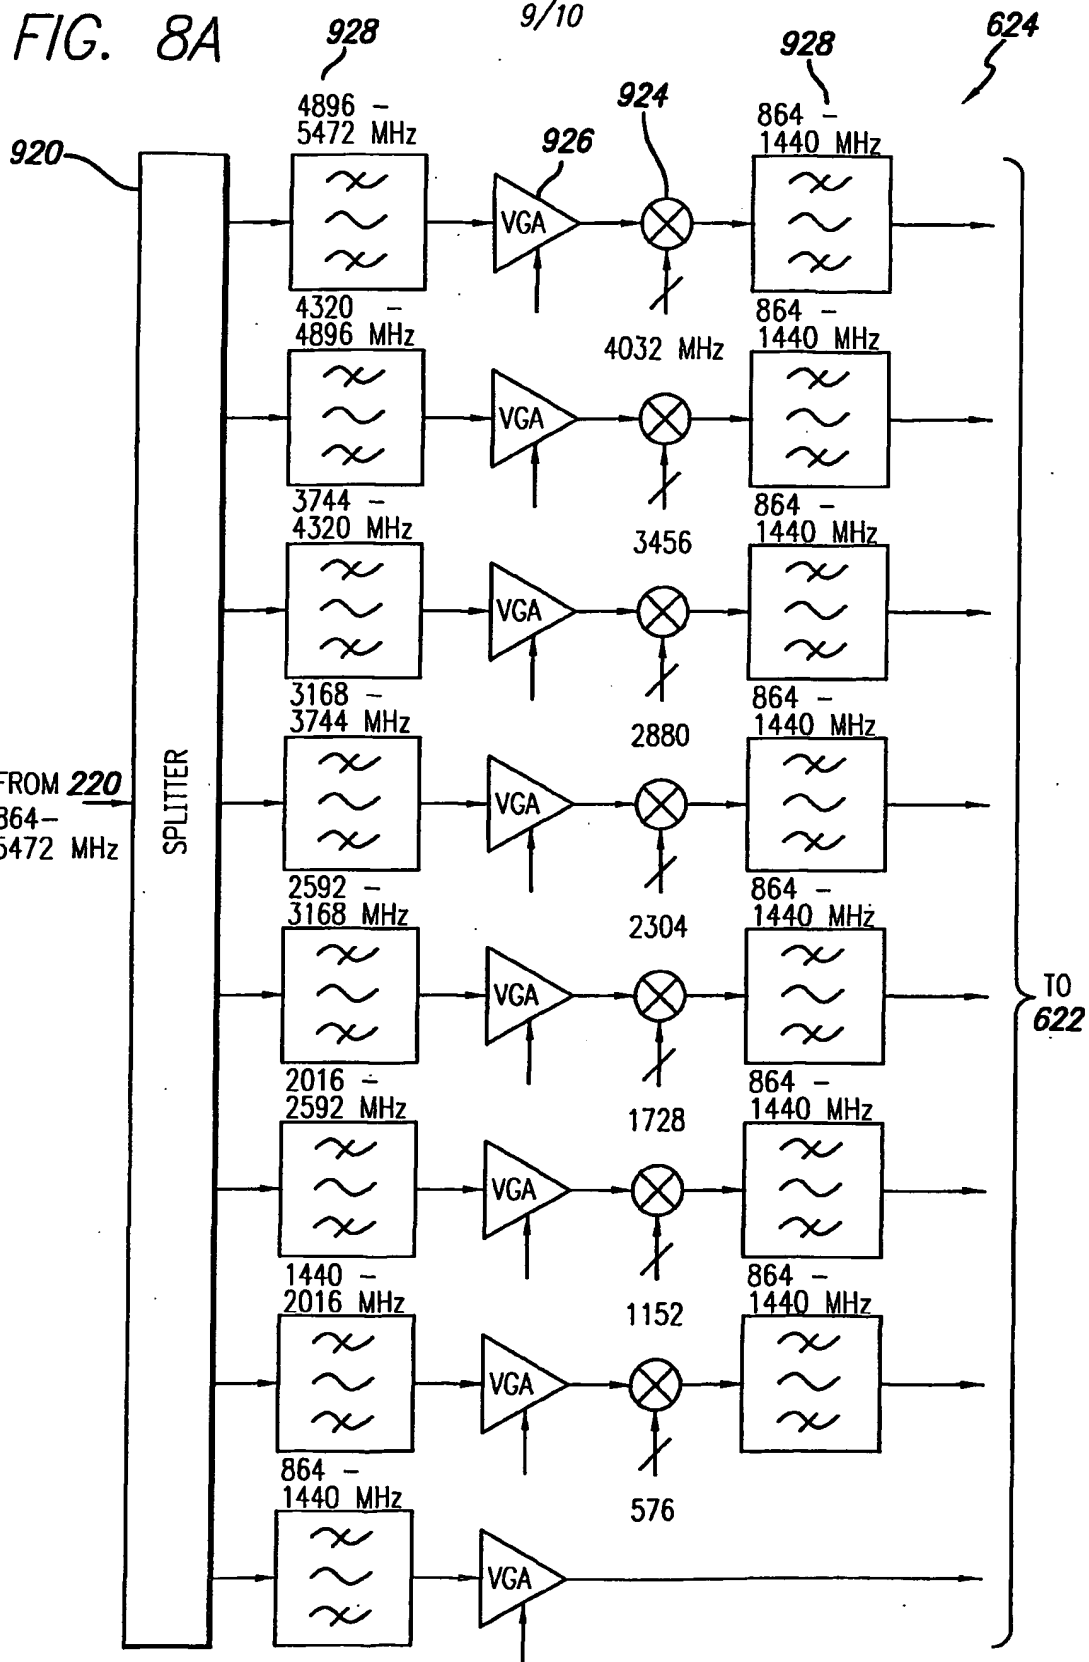 9/10
FIG. 8A
928
624
928
924
4896 -
5472 MHz
864 -
1440 MHz
920
926
VGA
4032 MHz
4320 -
4896 MHz
864 -
1440 MHz
VGA
3456
3744 -
4320 MHz
864 -
1440 MHz
VGA
2880
3168 -
3744 MHz
864 -
1440 MHz
FROM 220
864-
5472 MHz
SPLITTER
VGA
2304
2592 -
3168 MHz
864 -
1440 MHz
VGA
1728
TO
622
2016 -
2592 MHz
864 -
1440 MHz
VGA
1152
1440 -
2016 MHz
864 -
1440 MHz
VGA
576
864 -
1440 MHz
VGA